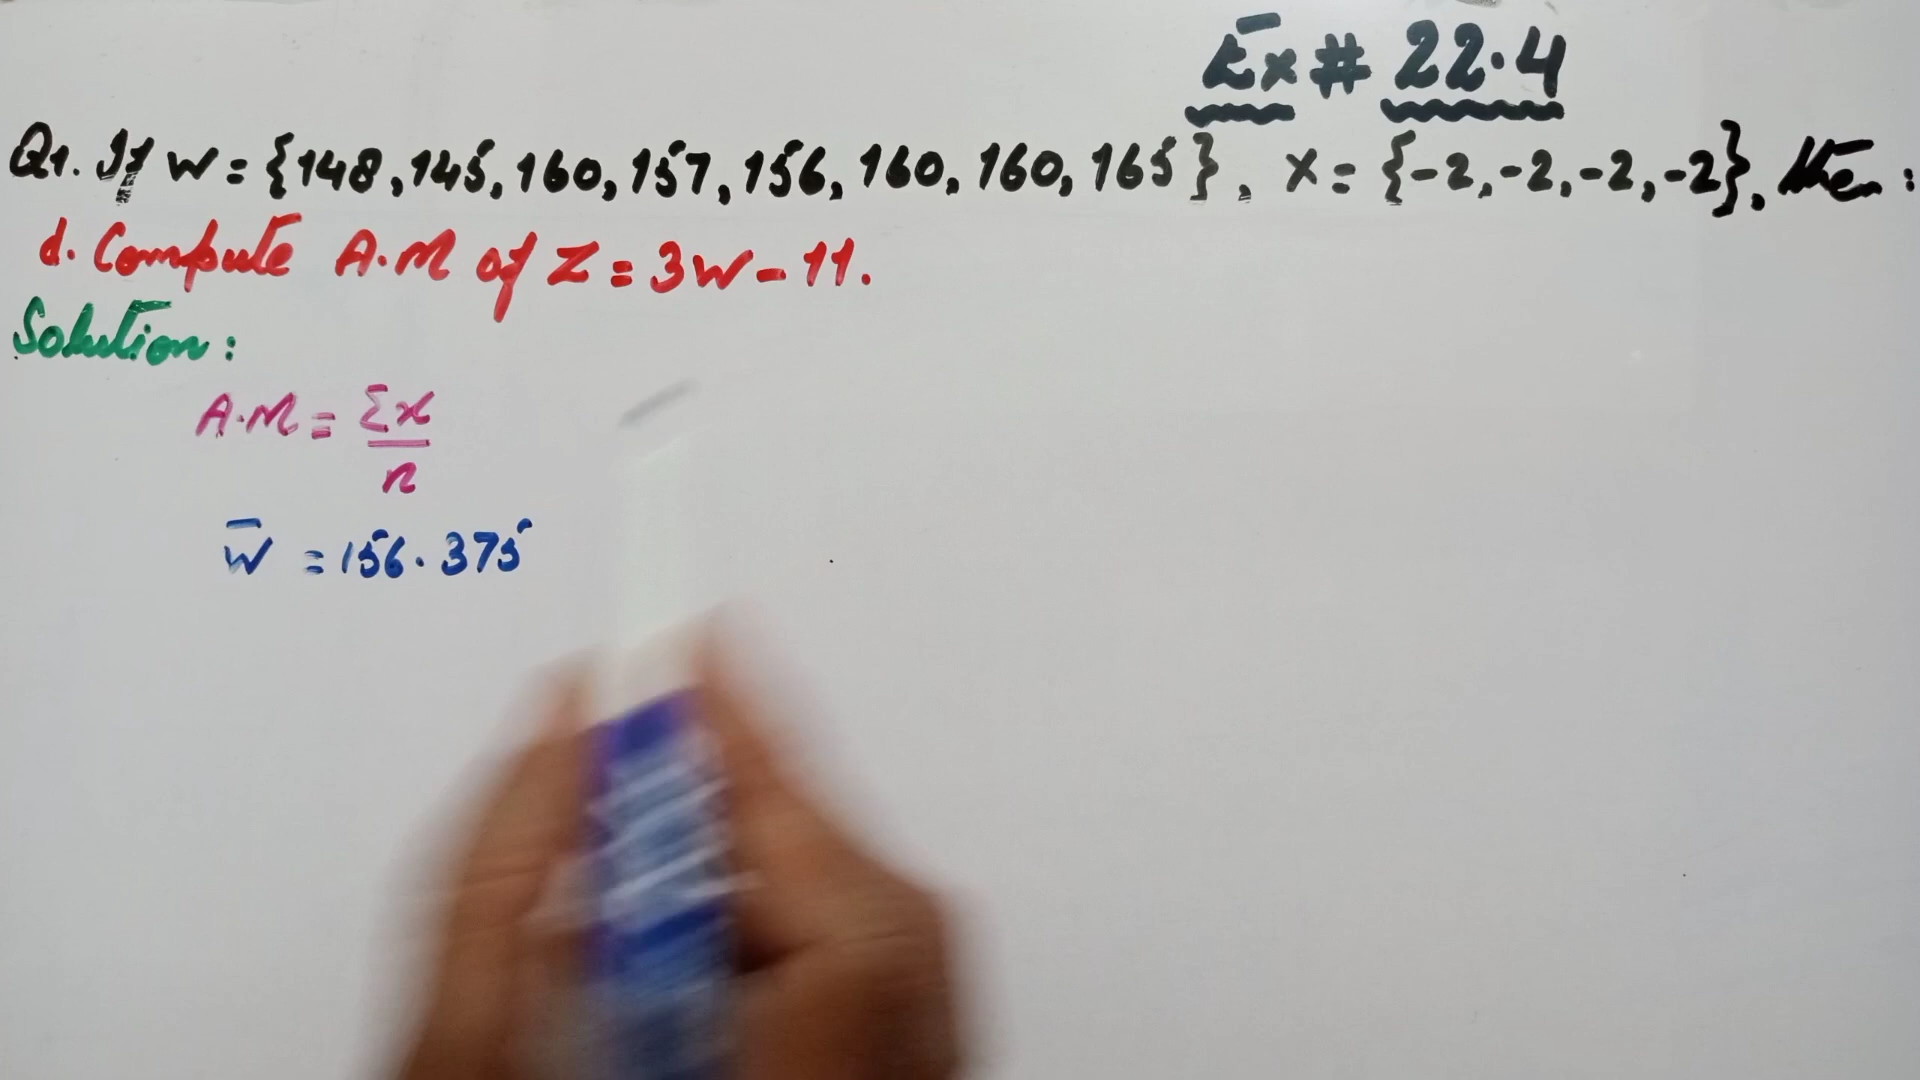 Ex # 22.4
Q1. If W = {148, 145, 160, 157, 156, 160, 160, 165}, X = {-2, -2, -2, -2}, then :
d. Compute A.M of Z = 3W - 11.
Solution :
A.M = Σx
n
W̄ = 156.375